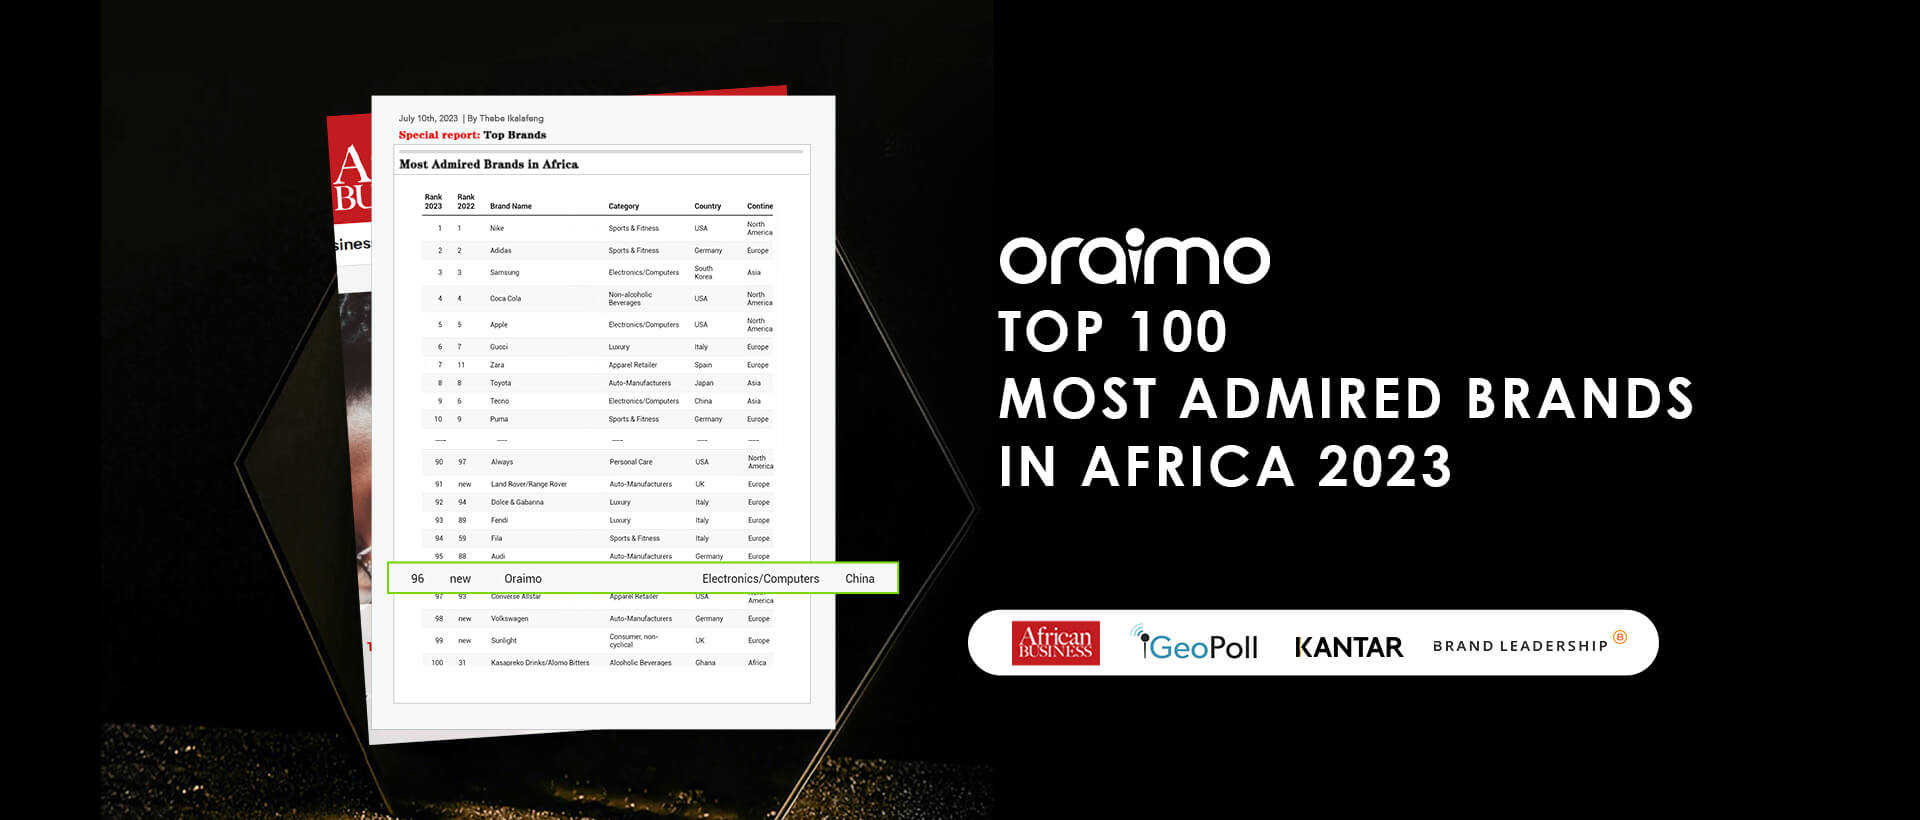 July 10th, 2023 | By Thebe Ikalafeng
Special report: Top Brands
Most Admired Brands in Africa
Rank 2023 Rank 2022 Brand Name Category Country Contine
1 1 Nike Sports & Fitness USA North America
2 2 Adidas Sports & Fitness Germany Europe
3 3 Samsung Electronics/Computers South Korea Asia
4 4 Coca Cola Non-alcoholic Beverages USA North America
5 5 Apple Electronics/Computers USA North America
6 7 Gucci Luxury Italy Europe
7 11 Zara Apparel Retailer Spain Europe
8 8 Toyota Auto-Manufacturers Japan Asia
9 6 Tecno Electronics/Computers China Asia
10 9 Puma Sports & Fitness Germany Europe
90 97 Always Personal Care USA North America
91 new Land Rover/Range Rover Auto-Manufacturers UK Europe
92 94 Dolce & Gabanna Luxury Italy Europe
93 89 Fendi Luxury Italy Europe
94 59 Fila Sports & Fitness Italy Europe
95 88 Audi Auto-Manufacturers Germany Europe
96 new Oraimo Electronics/Computers China
97 93 Converse Allstar Apparel Retailer USA America
98 new Volkswagen Auto-Manufacturers Germany Europe
99 new Sunlight Consumer, non-cyclical UK Europe
100 31 Kasapreko Drinks/Alomo Bitters Alcoholic Beverages Ghana Africa
oraimo
TOP 100
MOST ADMIRED BRANDS
IN AFRICA 2023
African BUSINESS
GeoPoll
KANTAR
BRAND LEADERSHIP B